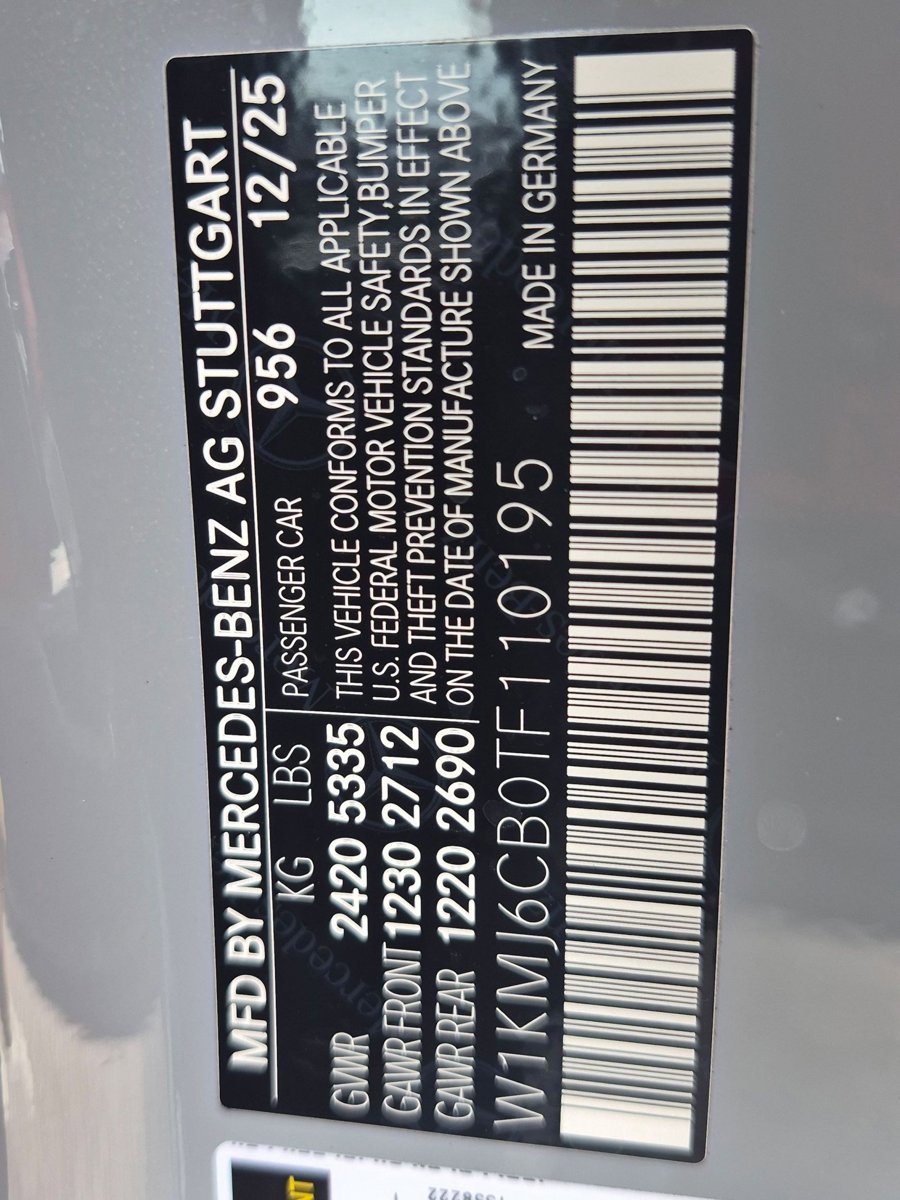 MFD BY MERCEDES-BENZ AG STUTTGART
KG LBS PASSENGER CAR 956 12/25
GVWR 2420 5335 THIS VEHICLE CONFORMS TO ALL APPLICABLE
U.S. FEDERAL MOTOR VEHICLE SAFETY,BUMPER
GAWR FRONT 1230 2712 AND THEFT PREVENTION STANDARDS IN EFFECT
GAWR REAR 1220 2690 ON THE DATE OF MANUFACTURE SHOWN ABOVE
W1KMJ6CB0TF110195 MADE IN GERMANY